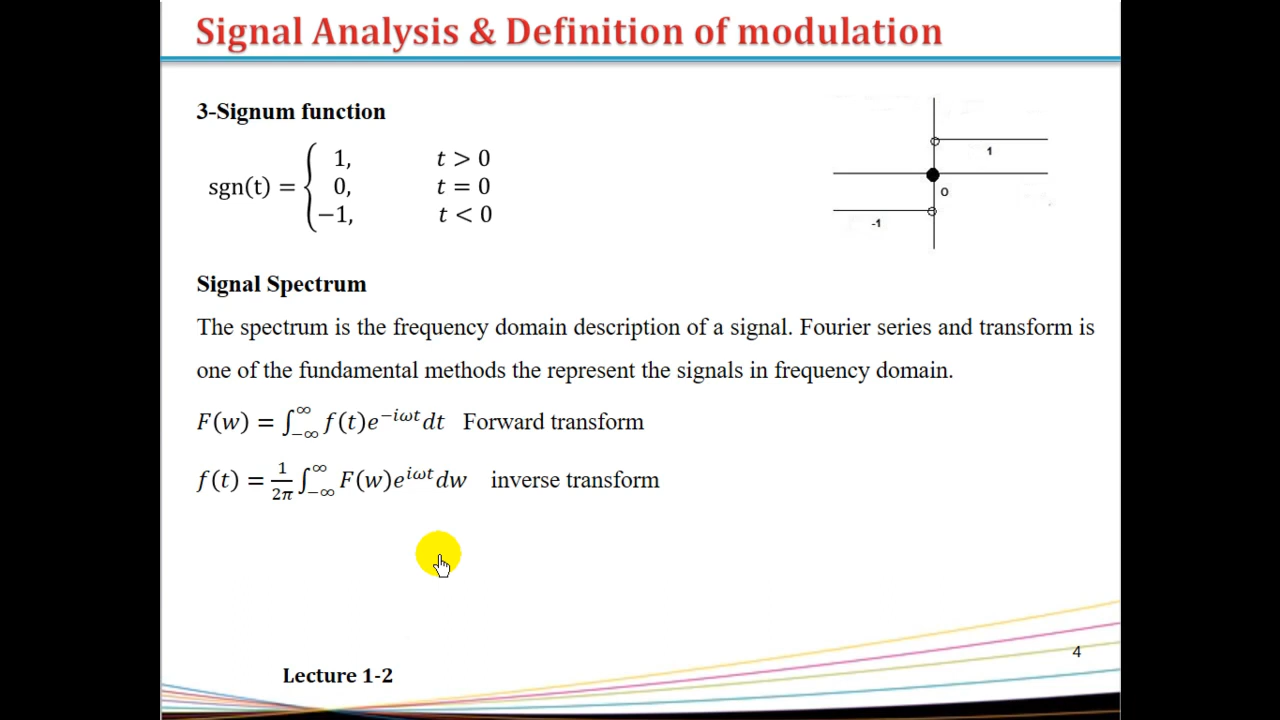 Signal Analysis & Definition of modulation
3-Signum function
sgn(t) = { 1, t > 0
0, t = 0
−1, t < 0
1
0
-1
Signal Spectrum
The spectrum is the frequency domain description of a signal. Fourier series and transform is
one of the fundamental methods the represent the signals in frequency domain.
F(w) = ∫_{−∞}^{∞} f(t)e^{−iωt}dt Forward transform
f(t) = 1/2π ∫_{−∞}^{∞} F(w)e^{iωt}dw inverse transform
4
Lecture 1-2